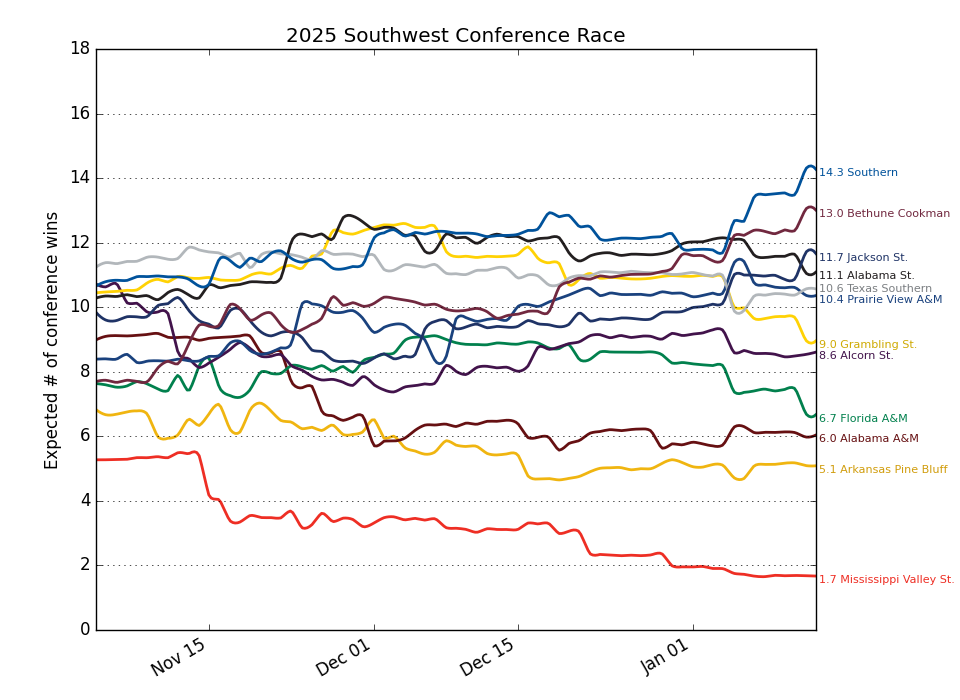 2025 Southwest Conference Race
Expected # of conference wins
18
16
14
12
10
8
6
4
2
0
Nov 15
Dec 01
Dec 15
Jan 01
14.3 Southern
13.0 Bethune Cookman
11.7 Jackson St.
11.1 Alabama St.
10.6 Texas Southern
10.4 Prairie View A&M
9.0 Grambling St.
8.6 Alcorn St.
6.7 Florida A&M
6.0 Alabama A&M
5.1 Arkansas Pine Bluff
1.7 Mississippi Valley St.